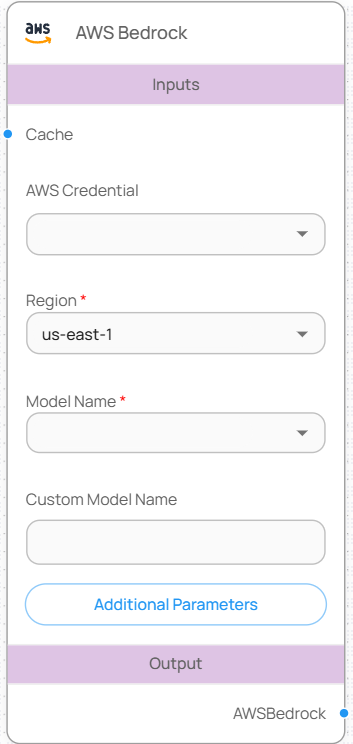 aws
AWS Bedrock
Inputs
Cache
AWS Credential
Region *
us-east-1
Model Name *
Custom Model Name
Additional Parameters
Output
AWSBedrock